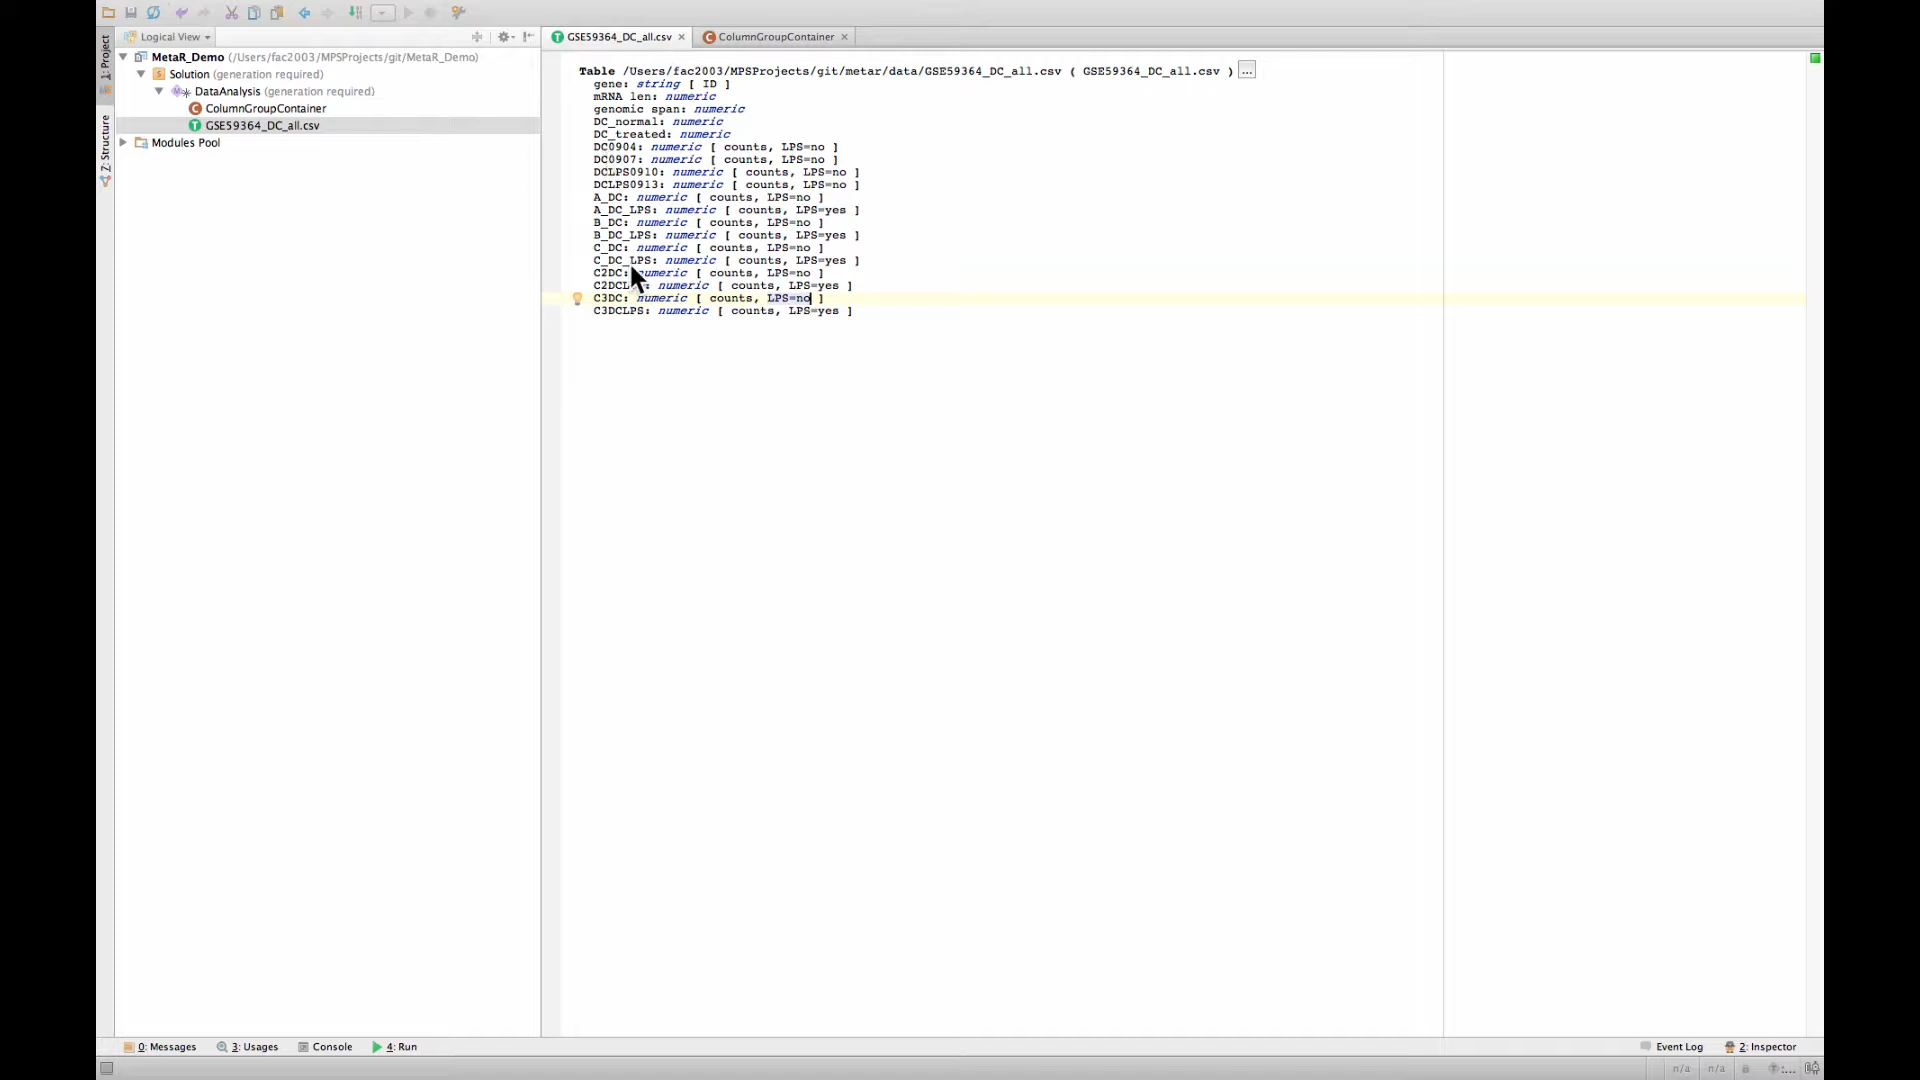 Logical View
GSE59364_DC_all.csv
ColumnGroupContainer
1: Project
MetaR_Demo (/Users/fac2003/MPSProjects/git/MetaR_Demo)
Solution (generation required)
DataAnalysis (generation required)
ColumnGroupContainer
GSE59364_DC_all.csv
Modules Pool
Z: Structure
Table /Users/fac2003/MPSProjects/git/metar/data/GSE59364_DC_all.csv ( GSE59364_DC_all.csv ) ...
gene: string [ ID ]
mRNA len: numeric
genomic span: numeric
DC_normal: numeric
DC_treated: numeric
DC0904: numeric [ counts, LPS=no ]
DC0907: numeric [ counts, LPS=no ]
DCLPS0910: numeric [ counts, LPS=no ]
DCLPS0913: numeric [ counts, LPS=no ]
A_DC: numeric [ counts, LPS=no ]
A_DC_LPS: numeric [ counts, LPS=yes ]
B_DC: numeric [ counts, LPS=no ]
B_DC_LPS: numeric [ counts, LPS=yes ]
C_DC: numeric [ counts, LPS=no ]
C_DC_LPS: numeric [ counts, LPS=yes ]
C2DC: numeric [ counts, LPS=no ]
numeric [ counts, LPS=yes ]
C3DC: numeric [ counts, LPS=no ]
C3DCLPS: numeric [ counts, LPS=yes ]
0: Messages
3: Usages
Console
4: Run
Event Log
2: Inspector
n/a
n/a
T:...